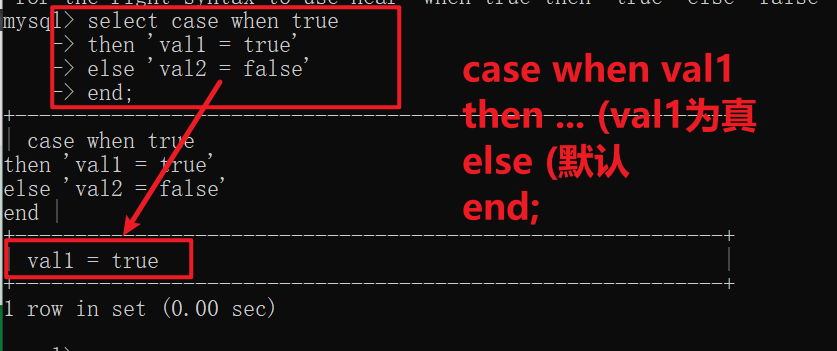 for the right syntax to use near 'when true then 'true' else 'false'
mysql> select case when true
-> then 'val1 = true'
-> else 'val2 = false'
-> end;
case when val1
then ... (val1为真
else (默认
end;
+-----------------------------------------------------------+
| case when true
then 'val1 = true'
else 'val2 = false'
end |
+-----------------------------------------------------------+
| val1 = true |
+-----------------------------------------------------------+
1 row in set (0.00 sec)
mysql>